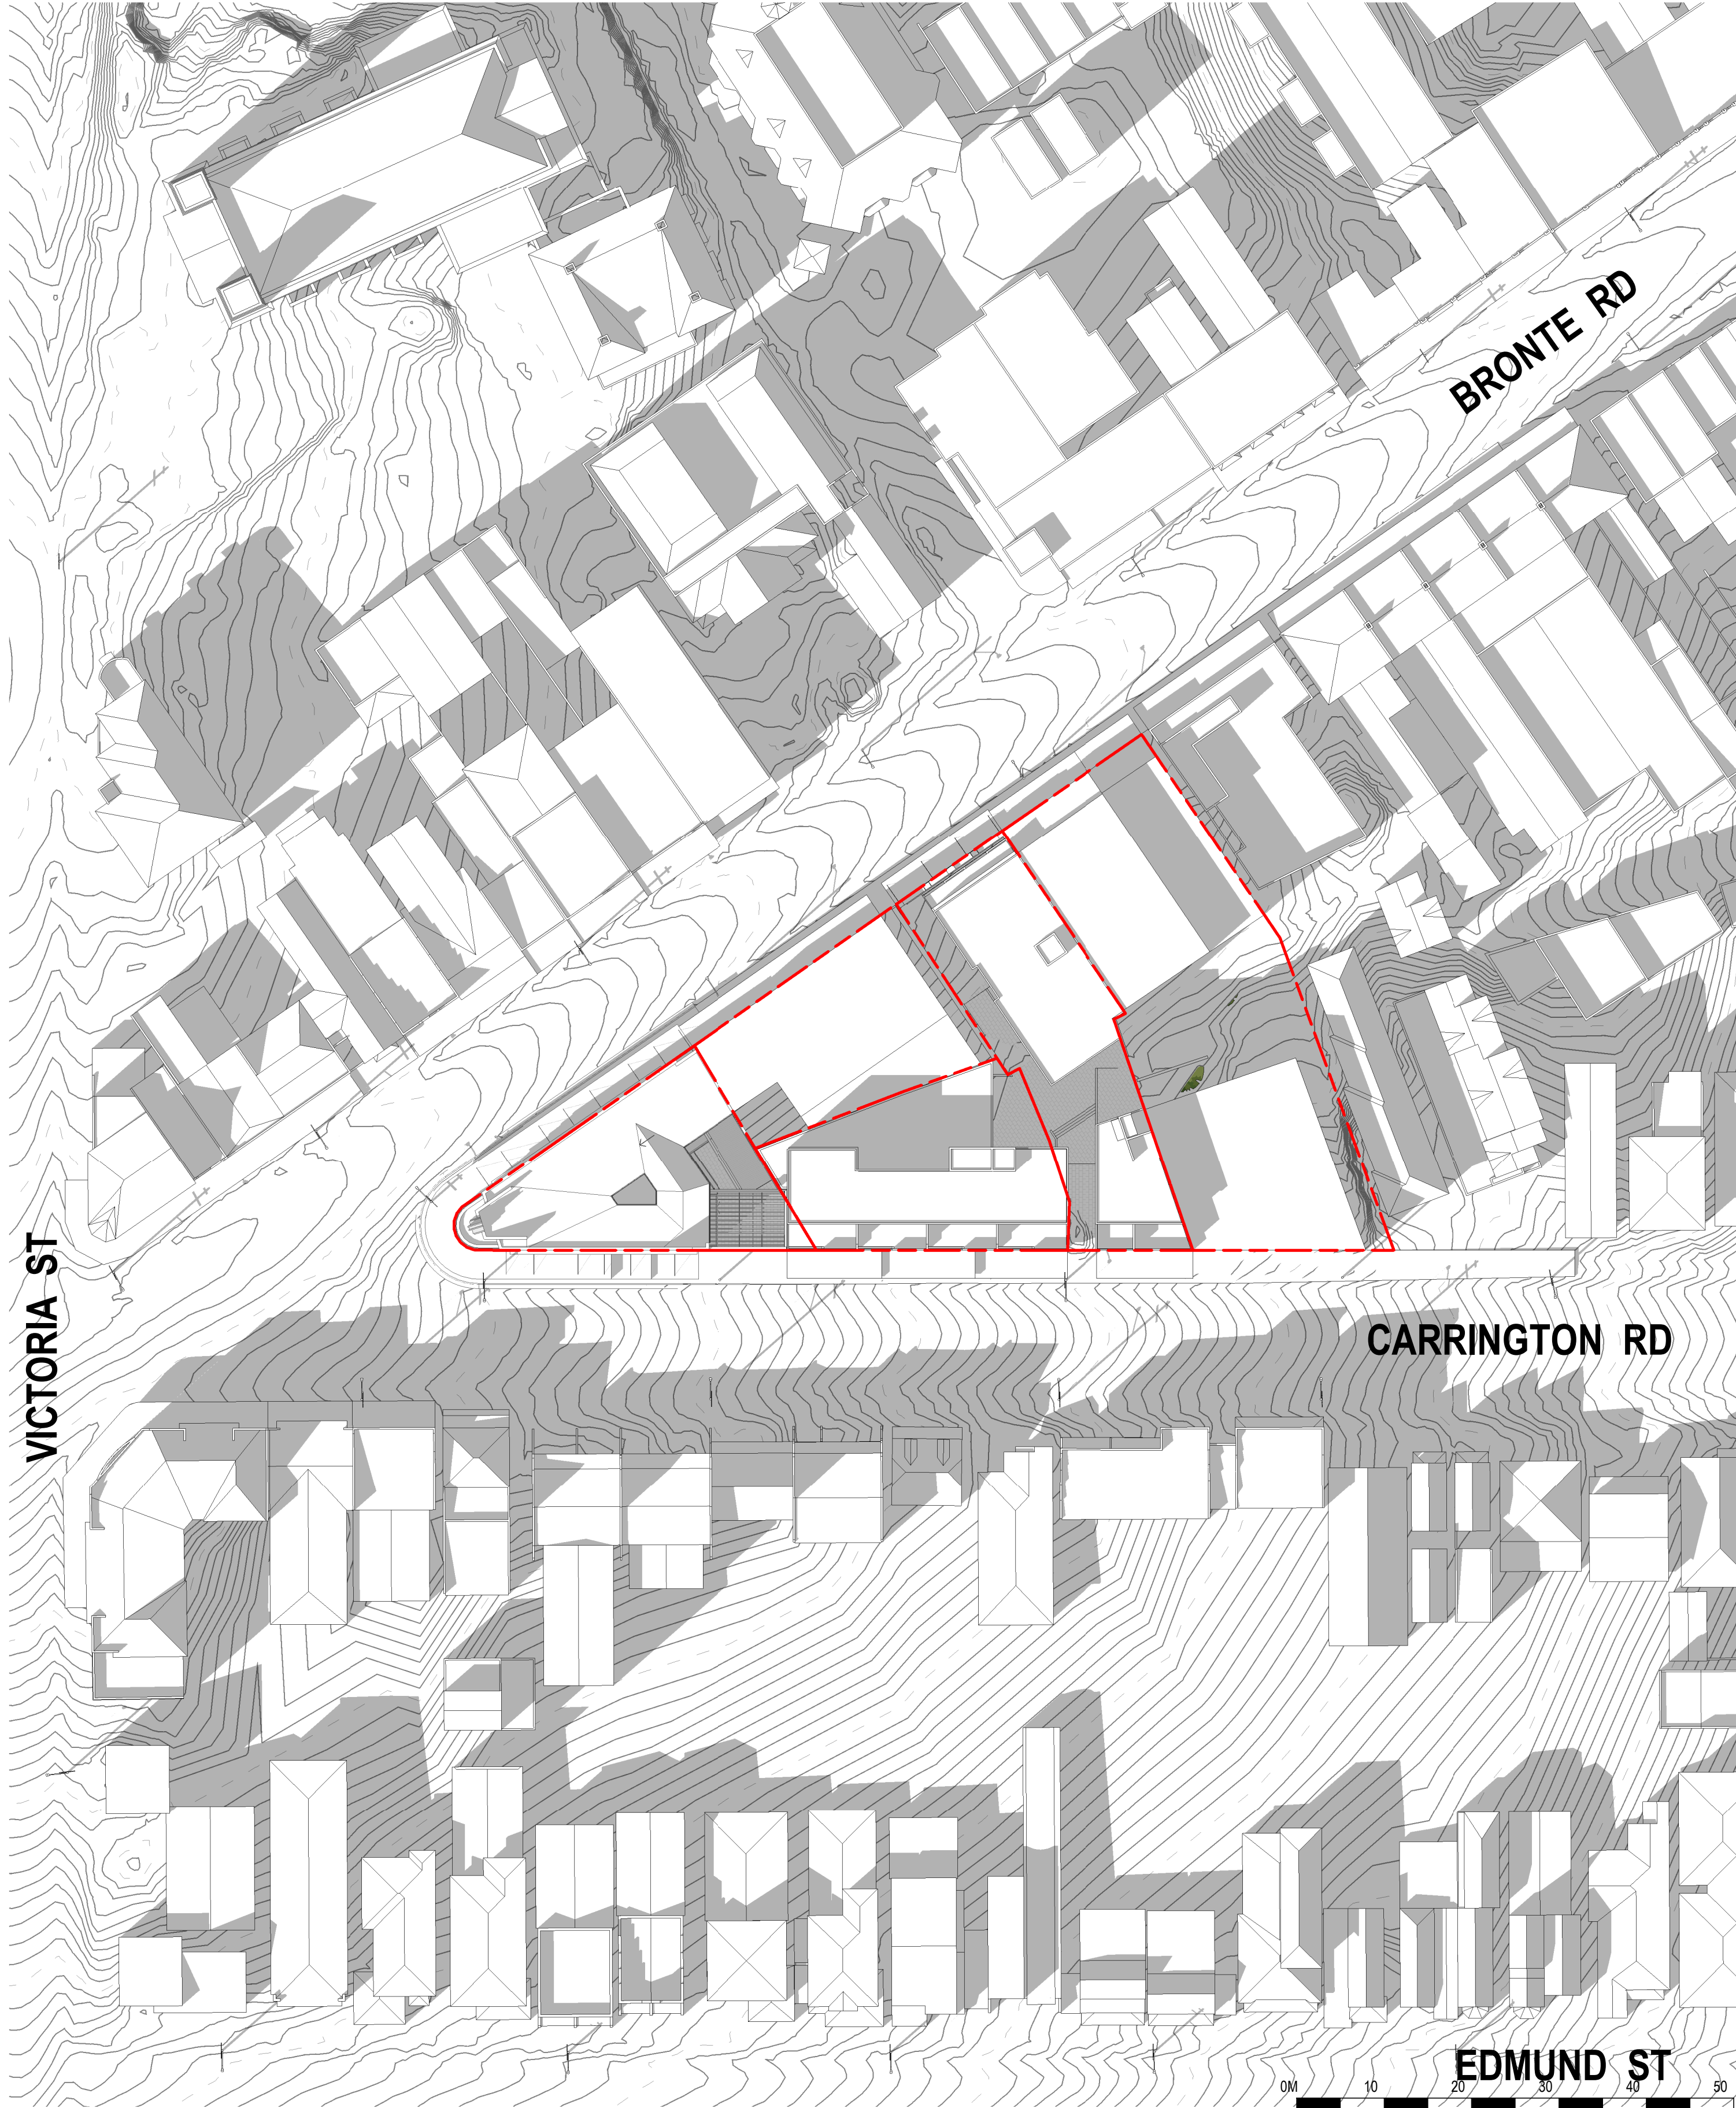 BRONTE RD
VICTORIA ST
CARRINGTON RD
EDMUND ST
0M 10 20 30 40 50